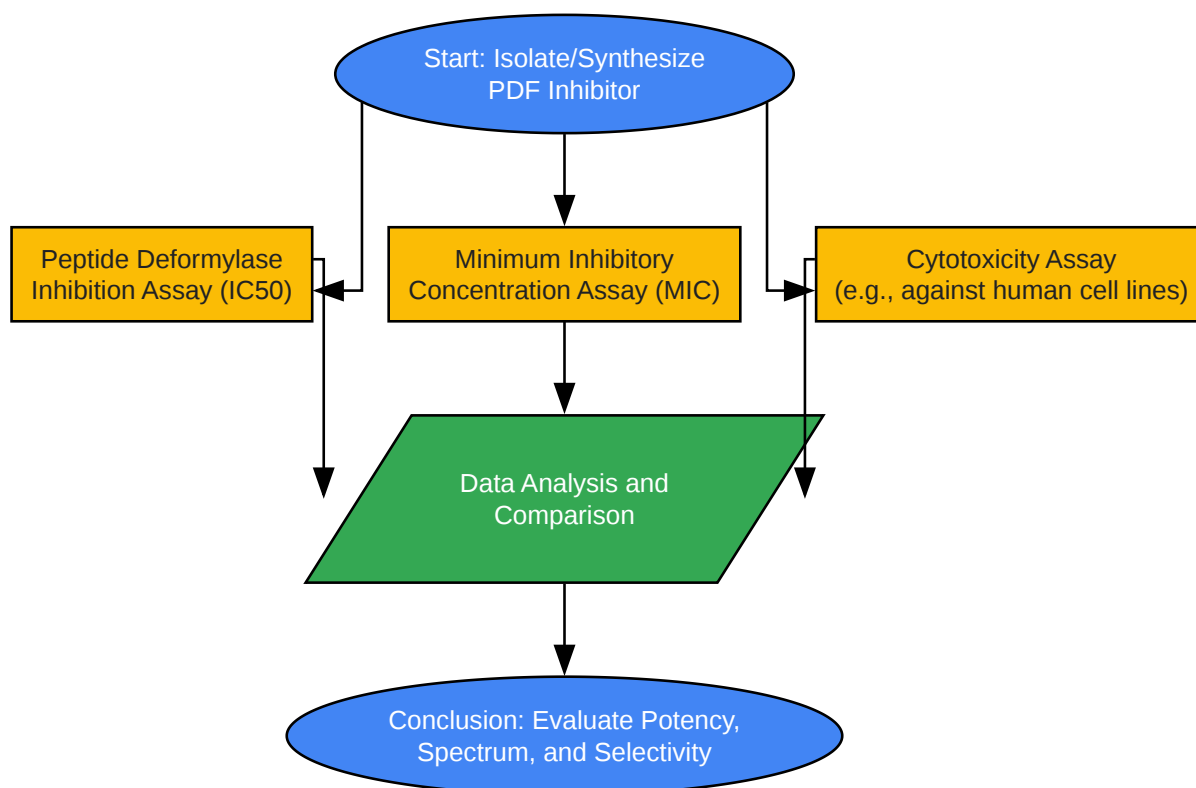 Start: Isolate/Synthesize
PDF Inhibitor
Peptide Deformylase
Inhibition Assay (IC50)
Minimum Inhibitory
Concentration Assay (MIC)
Cytotoxicity Assay
(e.g., against human cell lines)
Data Analysis and
Comparison
Conclusion: Evaluate Potency,
Spectrum, and Selectivity